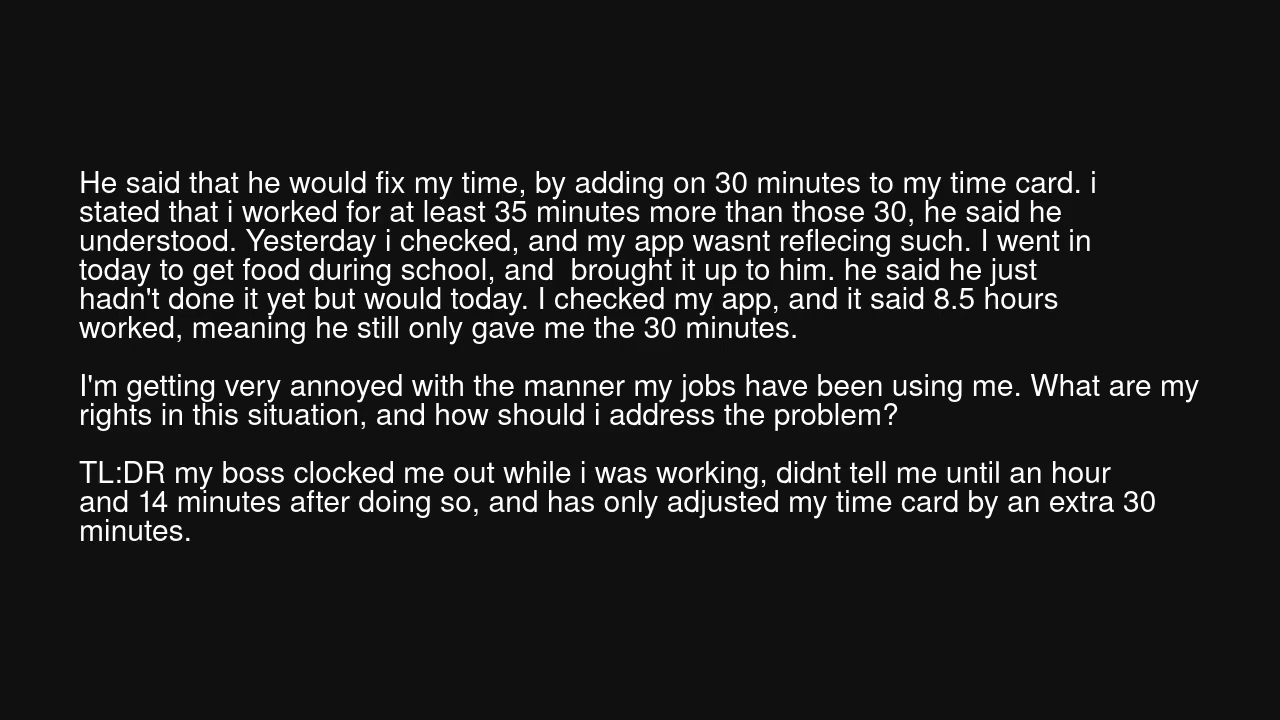 He said that he would fix my time, by adding on 30 minutes to my time card. i
stated that i worked for at least 35 minutes more than those 30, he said he
understood. Yesterday i checked, and my app wasnt reflecing such. I went in
today to get food during school, and  brought it up to him. he said he just
hadn't done it yet but would today. I checked my app, and it said 8.5 hours
worked, meaning he still only gave me the 30 minutes.
I'm getting very annoyed with the manner my jobs have been using me. What are my
rights in this situation, and how should i address the problem?
TL:DR my boss clocked me out while i was working, didnt tell me until an hour
and 14 minutes after doing so, and has only adjusted my time card by an extra 30
minutes.